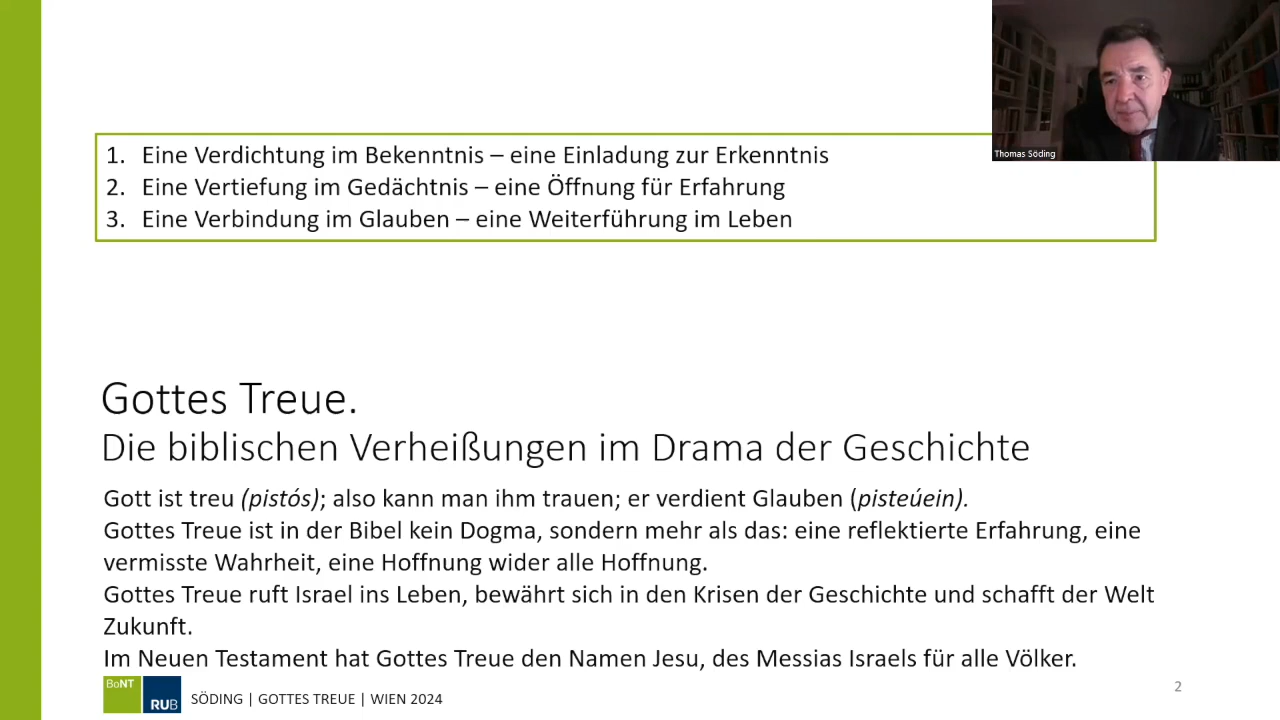 Thomas Söding
1. Eine Verdichtung im Bekenntnis – eine Einladung zur Erkenntnis
2. Eine Vertiefung im Gedächtnis – eine Öffnung für Erfahrung
3. Eine Verbindung im Glauben – eine Weiterführung im Leben
Gottes Treue.
Die biblischen Verheißungen im Drama der Geschichte
Gott ist treu (pistós); also kann man ihm trauen; er verdient Glauben (pisteúein).
Gottes Treue ist in der Bibel kein Dogma, sondern mehr als das: eine reflektierte Erfahrung, eine
vermisste Wahrheit, eine Hoffnung wider alle Hoffnung.
Gottes Treue ruft Israel ins Leben, bewährt sich in den Krisen der Geschichte und schafft der Welt
Zukunft.
Im Neuen Testament hat Gottes Treue den Namen Jesu, des Messias Israels für alle Völker.
BoNT
RUB
SÖDING | GOTTES TREUE | WIEN 2024
2